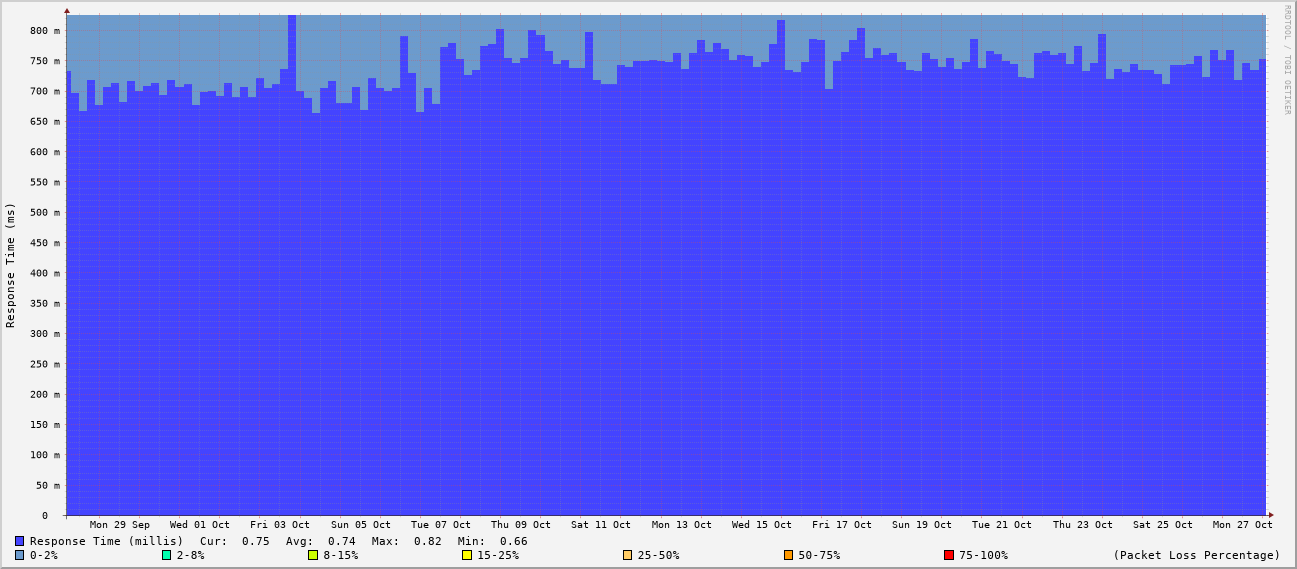 RRDTOOL / TOBI OETIKER
Response Time (ms)
800 m
750 m
700 m
650 m
600 m
550 m
500 m
450 m
400 m
350 m
300 m
250 m
200 m
150 m
100 m
50 m
0
Mon 29 Sep Wed 01 Oct Fri 03 Oct Sun 05 Oct Tue 07 Oct Thu 09 Oct Sat 11 Oct Mon 13 Oct Wed 15 Oct Fri 17 Oct Sun 19 Oct Tue 21 Oct Thu 23 Oct Sat 25 Oct Mon 27 Oct
Response Time (millis) Cur: 0.75 Avg: 0.74 Max: 0.82 Min: 0.66
0-2% 2-8% 8-15% 15-25% 25-50% 50-75% 75-100% (Packet Loss Percentage)